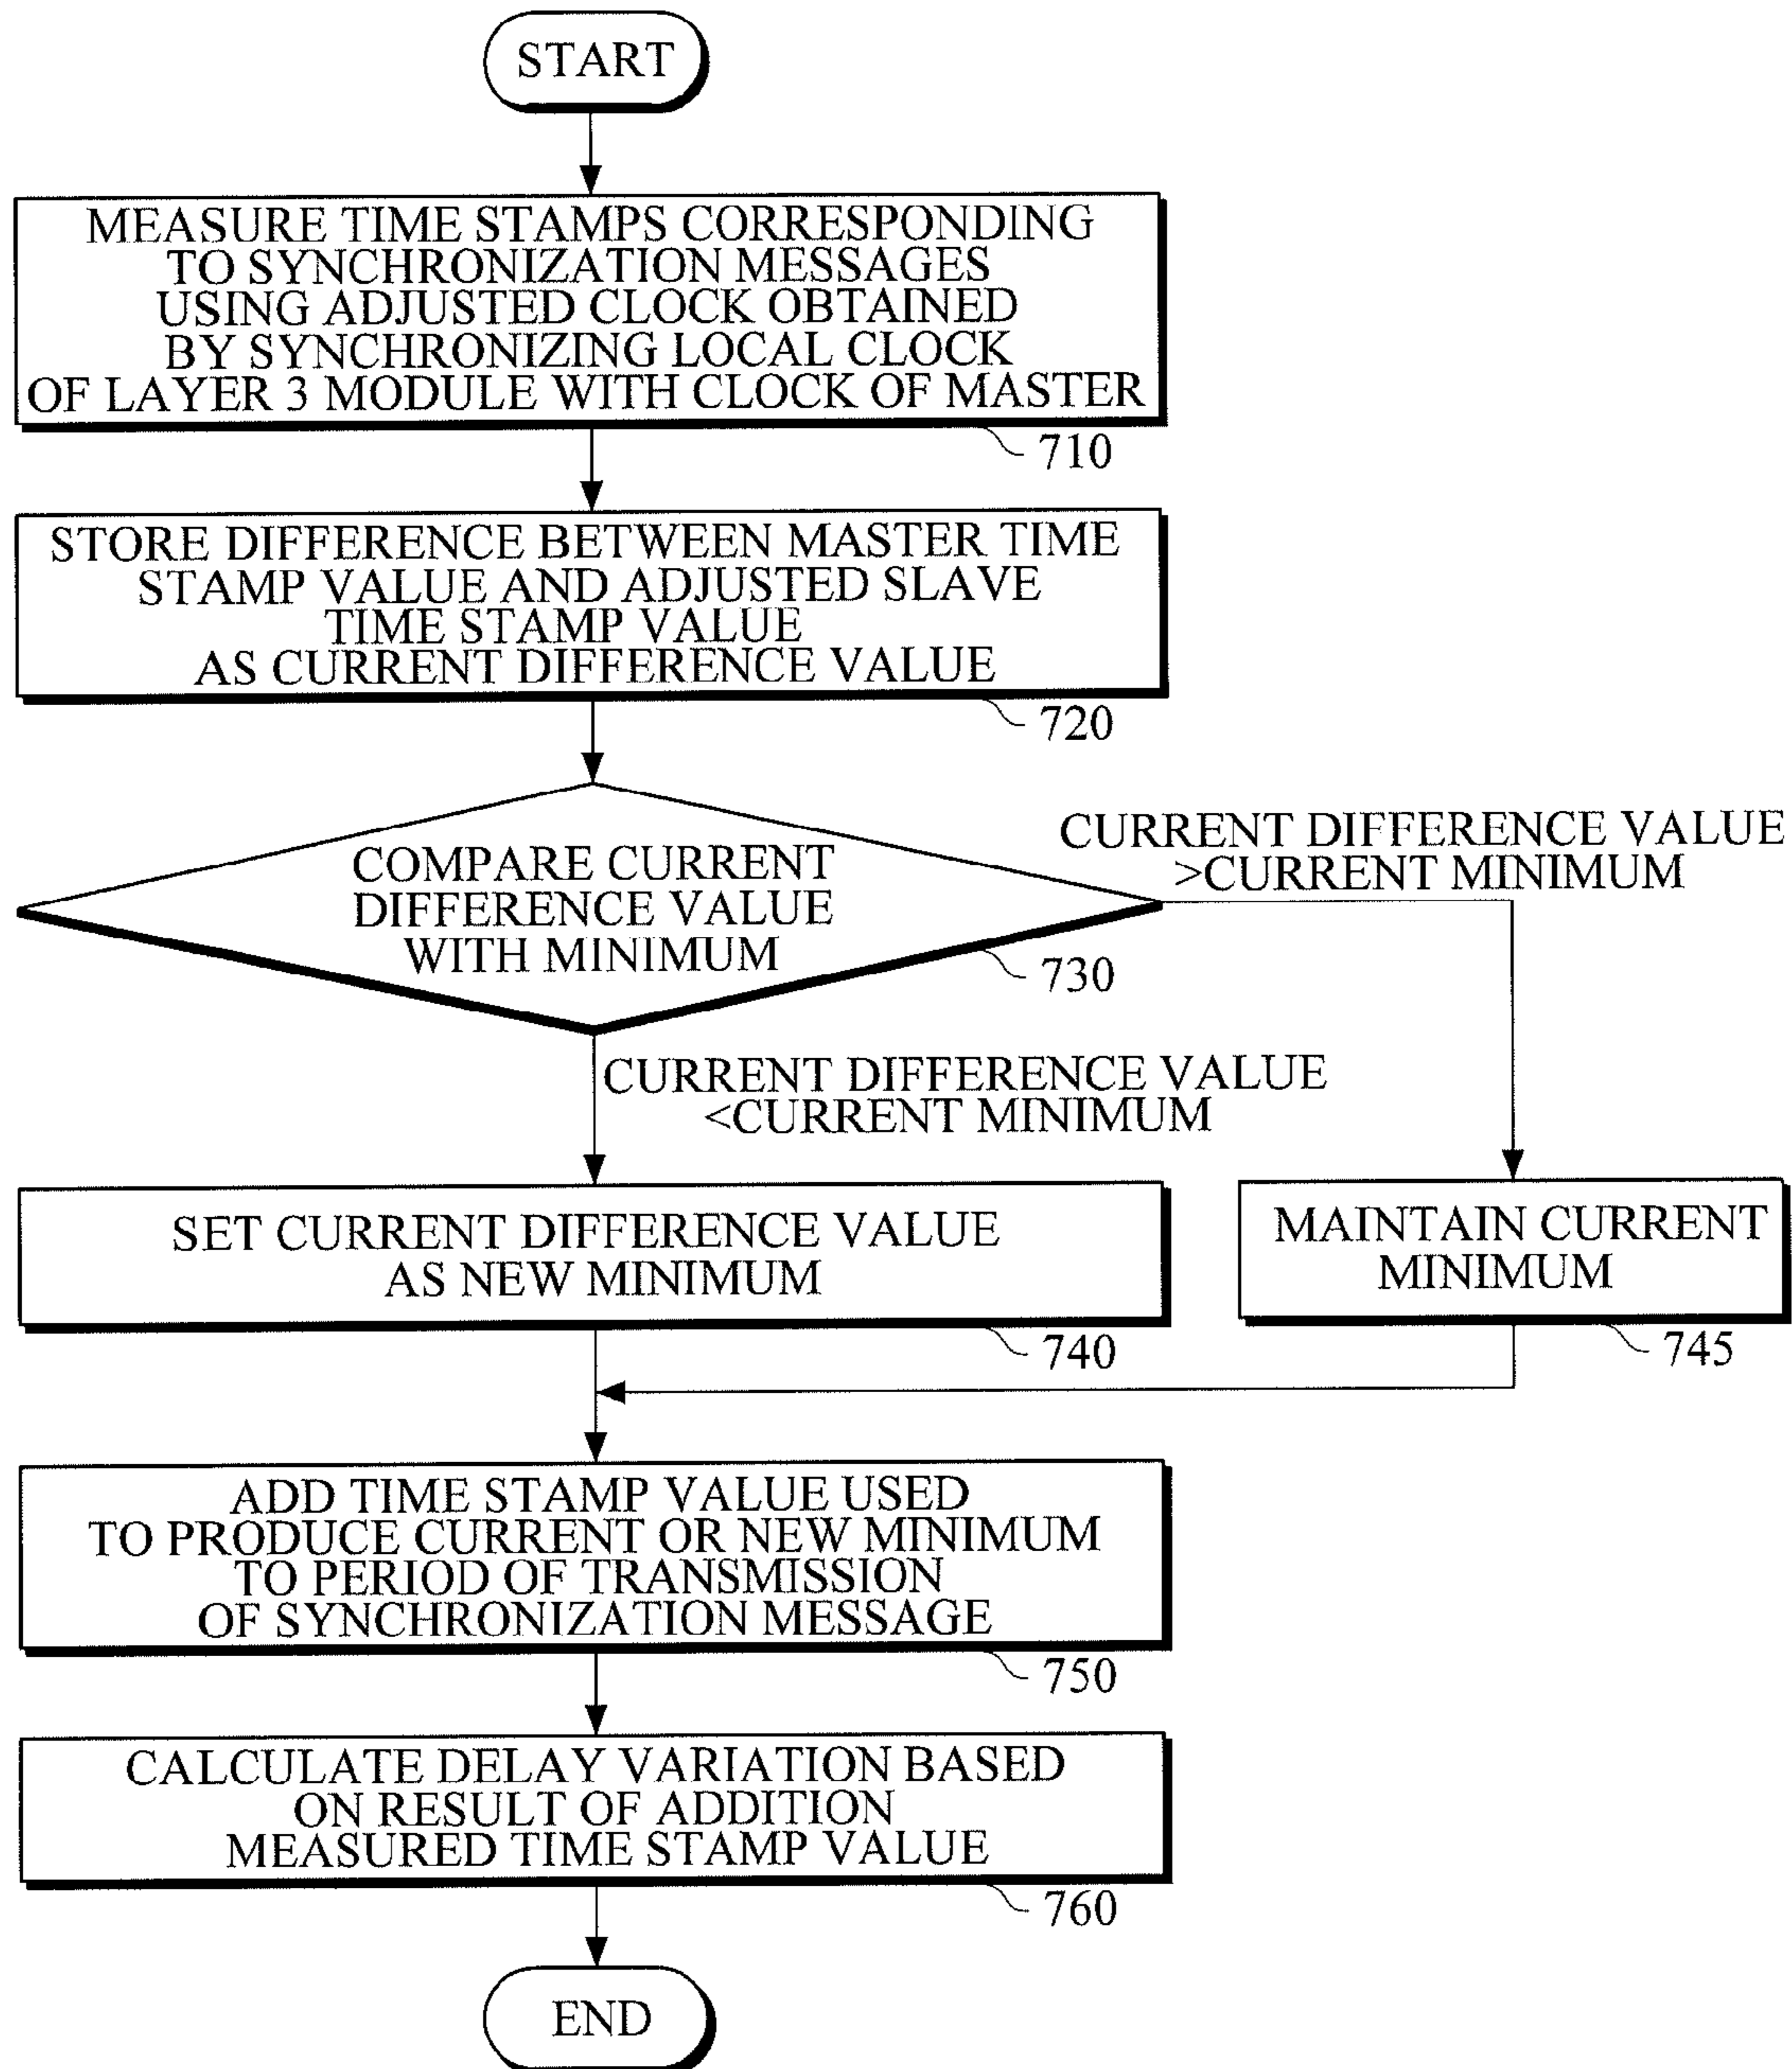 START
MEASURE TIME STAMPS CORRESPONDING
TO SYNCHRONIZATION MESSAGES
USING ADJUSTED CLOCK OBTAINED
BY SYNCHRONIZING LOCAL CLOCK
OF LAYER 3 MODULE WITH CLOCK OF MASTER
710
STORE DIFFERENCE BETWEEN MASTER TIME
STAMP VALUE AND ADJUSTED SLAVE
TIME STAMP VALUE
AS CURRENT DIFFERENCE VALUE
720
COMPARE CURRENT
DIFFERENCE VALUE
WITH MINIMUM
730
CURRENT DIFFERENCE VALUE
>CURRENT MINIMUM
CURRENT DIFFERENCE VALUE
<CURRENT MINIMUM
SET CURRENT DIFFERENCE VALUE
AS NEW MINIMUM
740
MAINTAIN CURRENT
MINIMUM
745
ADD TIME STAMP VALUE USED
TO PRODUCE CURRENT OR NEW MINIMUM
TO PERIOD OF TRANSMISSION
OF SYNCHRONIZATION MESSAGE
750
CALCULATE DELAY VARIATION BASED
ON RESULT OF ADDITION
MEASURED TIME STAMP VALUE
760
END